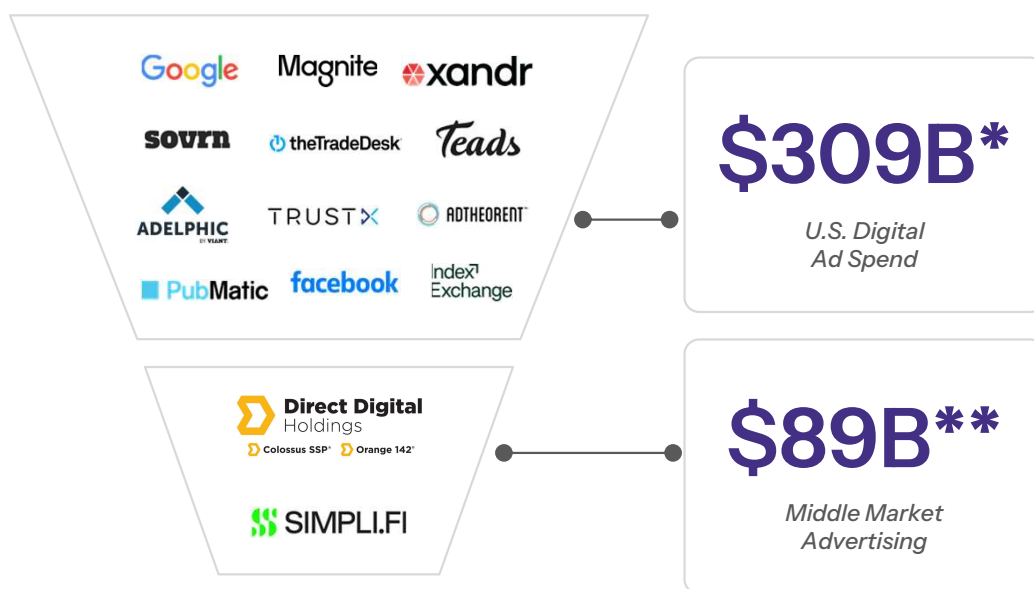 Google Magnite xandr
sovrn theTradeDesk Teads
ADELPHIC
BY VIANT.
TRUSTX ADTHEORENT™
PubMatic facebook Index
Exchange
$309B*
U.S. Digital
Ad Spend
Direct Digital
Holdings
Colossus SSP® Orange 142®
SIMPLI.FI
$89B**
Middle Market
Advertising